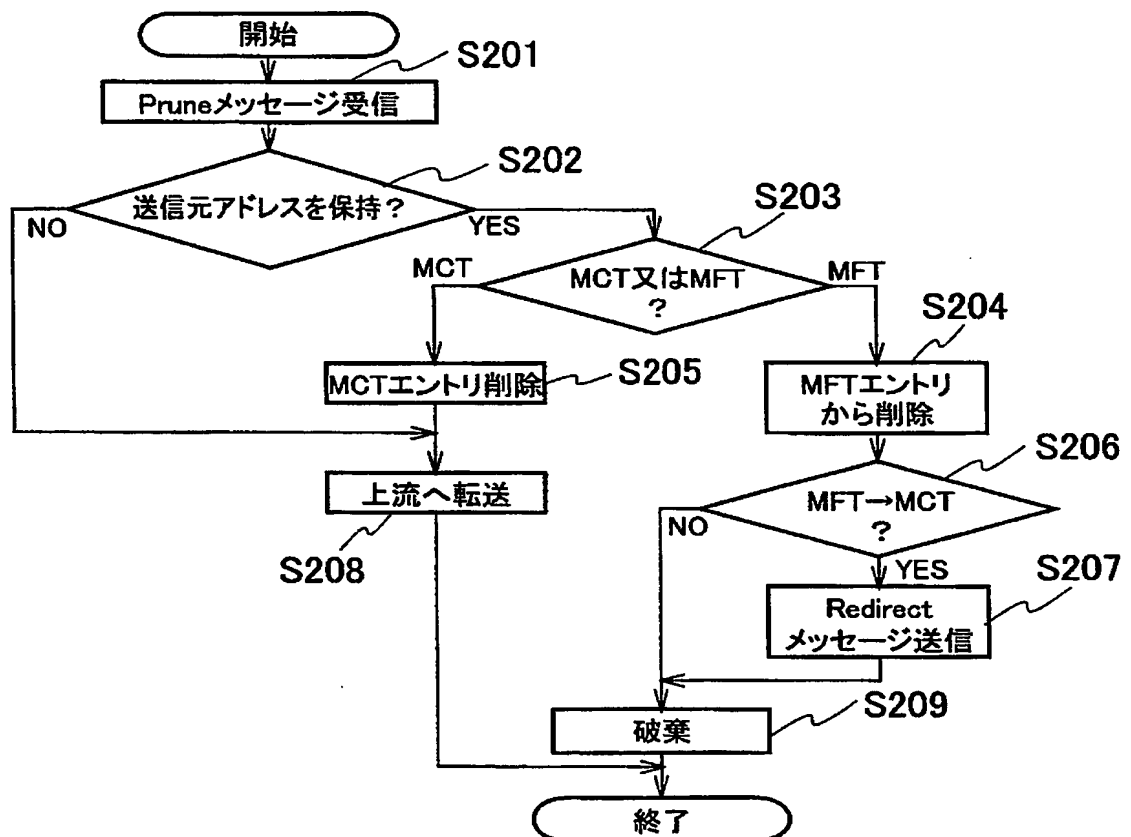 開始
S201
Pruneメッセージ受信
S202
送信元アドレスを保持?
NO
YES
S203
MCT
MCT又はMFT
?
MFT
S204
MCTエントリ削除
S205
MFTエントリ
から削除
S206
上流へ転送
S208
MFT→MCT
?
NO
YES
S207
Redirect
メッセージ送信
S209
破棄
終了